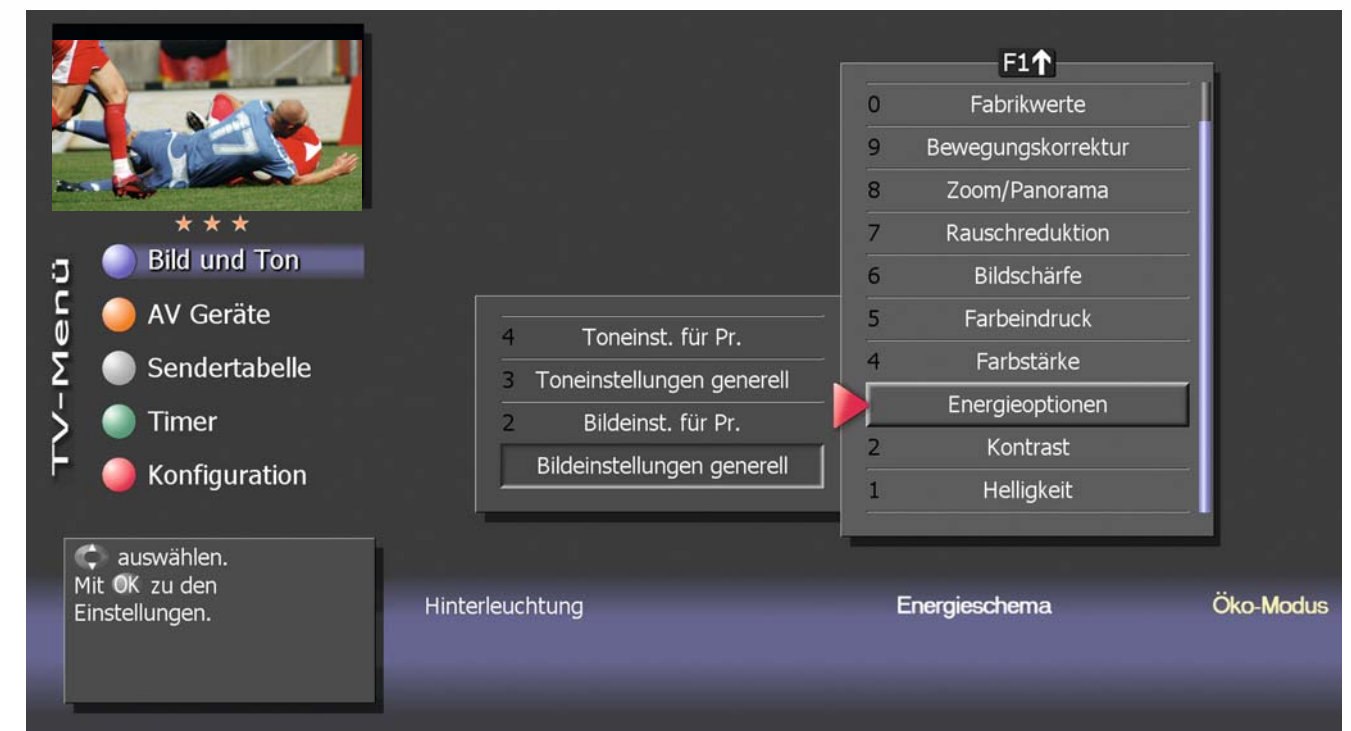 17
TV-Menü
Bild und Ton
AV Geräte
Sendertabelle
Timer
Konfiguration
auswählen.
Mit OK zu den
Einstellungen.
4 Toneinst. für Pr.
3 Toneinstellungen generell
2 Bildeinst. für Pr.
Bildeinstellungen generell
F1↑
0 Fabrikwerte
9 Bewegungskorrektur
8 Zoom/Panorama
7 Rauschreduktion
6 Bildschärfe
5 Farbeindruck
4 Farbstärke
Energieoptionen
2 Kontrast
1 Helligkeit
Hinterleuchtung Energieschema Öko-Modus